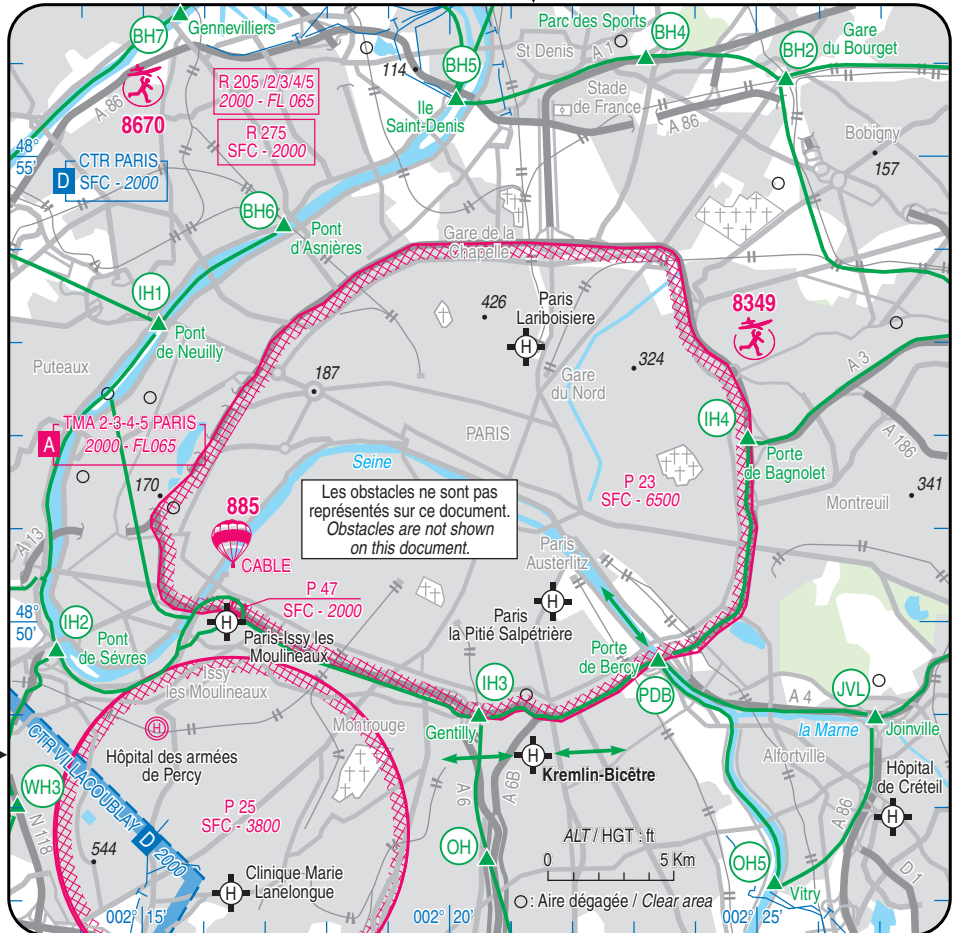 BH7
Gennevilliers
Parc des Sports
BH4
BH2
Gare
du Bourget
St Denis
A 1
114
BH5
A 86
8670
R 205 /2/3/4/5
2000 - FL 065
R 275
SFC - 2000
Ile
Saint-Denis
Stade
de France
A 86
Bobigny
157
48°
55'
CTR PARIS
D
SFC - 2000
BH6
Pont
d'Asnières
Gare de la
Chapelle
IH1
Pont
de Neuilly
426
Paris
Lariboisiere
H
8349
Puteaux
187
324
Gare
du Nord
A 3
TMA 2-3-4-5 PARIS
A
2000 - FL065
PARIS
IH4
Porte
de Bagnolet
A 186
Seine
170
885
CABLE
Les obstacles ne sont pas
représentés sur ce document.
Obstacles are not shown
on this document.
P 23
SFC - 6500
341
Montreuil
A 13
Paris
Austerlitz
48°
50'
P 47
SFC - 2000
H
Paris-Issy les
Moulineaux
H
Paris
la Pitié Salpétrière
IH2
Pont
de Sévres
Issy
les Moulineaux
Porte
de Bercy
PDB
IH3
Gentilly
JVL
A 4
la Marne
Joinville
Montrouge
H
Hôpital des armées
de Percy
CTR VILLACOUBLAY
D
2000
H
Kremlin-Bicêtre
Alfortville
Hôpital
de Créteil
H
WH3
N 118
P 25
SFC - 3800
A 6
A 6B
A 86
544
OH
ALT / HGT : ft
0
5 Km
OH5
Vitry
D 1
Clinique Marie
Lanelongue
H
: Aire dégagée / Clear area
002° 15'
002° 20'
002° 25'